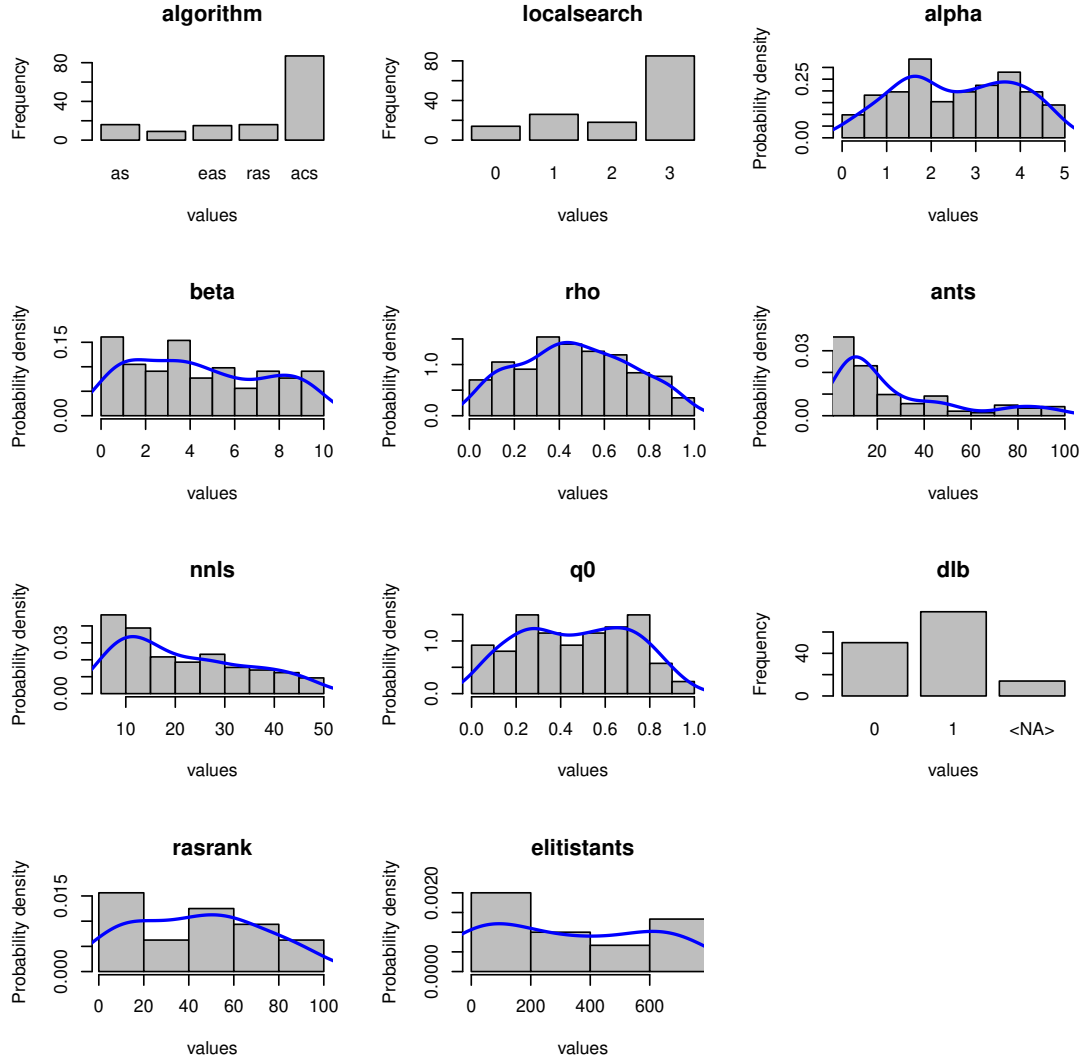 algorithm
Frequency
0 40 80
as eas ras acs
values
localsearch
Frequency
0 40 80
0 1 2 3
values
alpha
Probability density
0.00 0.25
0 1 2 3 4 5
values
beta
Probability density
0.00 0.15
0 2 4 6 8 10
values
rho
Probability density
0.0 1.0
0.0 0.2 0.4 0.6 0.8 1.0
values
ants
Probability density
0.00 0.03
20 40 60 80 100
values
nnls
Probability density
0.00 0.03
10 20 30 40 50
values
q0
Probability density
0.0 1.0
0.0 0.2 0.4 0.6 0.8 1.0
values
dlb
Frequency
0 40
0 1 <NA>
values
rasrank
Probability density
0.000 0.015
0 20 40 60 80 100
values
elitistants
Probability density
0.0000 0.0020
0 200 400 600
values